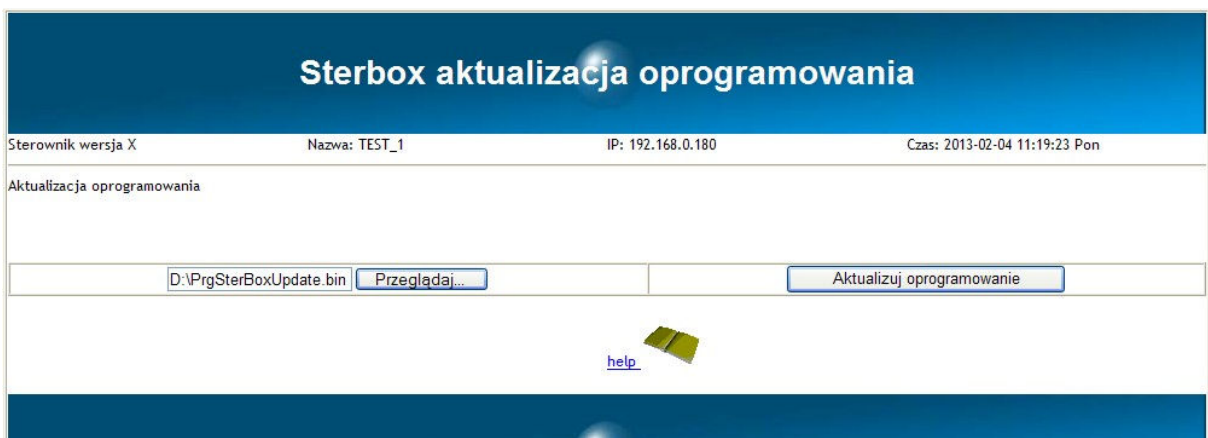 Sterbox aktualizacja oprogramowania
Sterownik wersja X Nazwa: TEST_1 IP: 192.168.0.180 Czas: 2013-02-04 11:19:23 Pon
Aktualizacja oprogramowania
D:\PrgSterBoxUpdate.bin Przeglądaj... Aktualizuj oprogramowanie
help